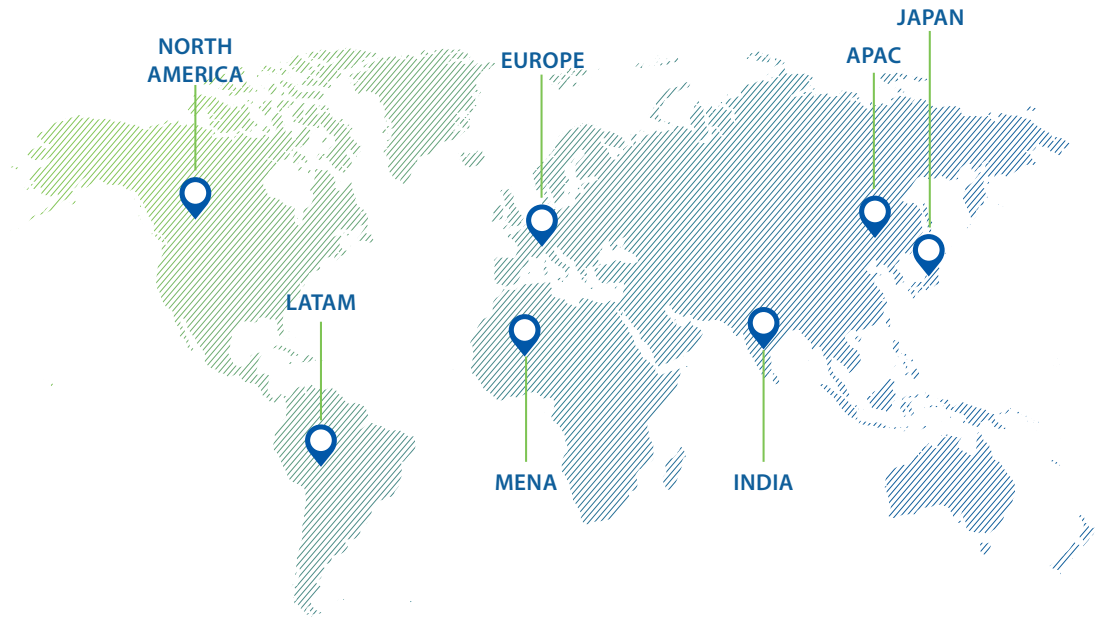 JAPAN
NORTH
AMERICA
EUROPE
APAC
LATAM
MENA
INDIA